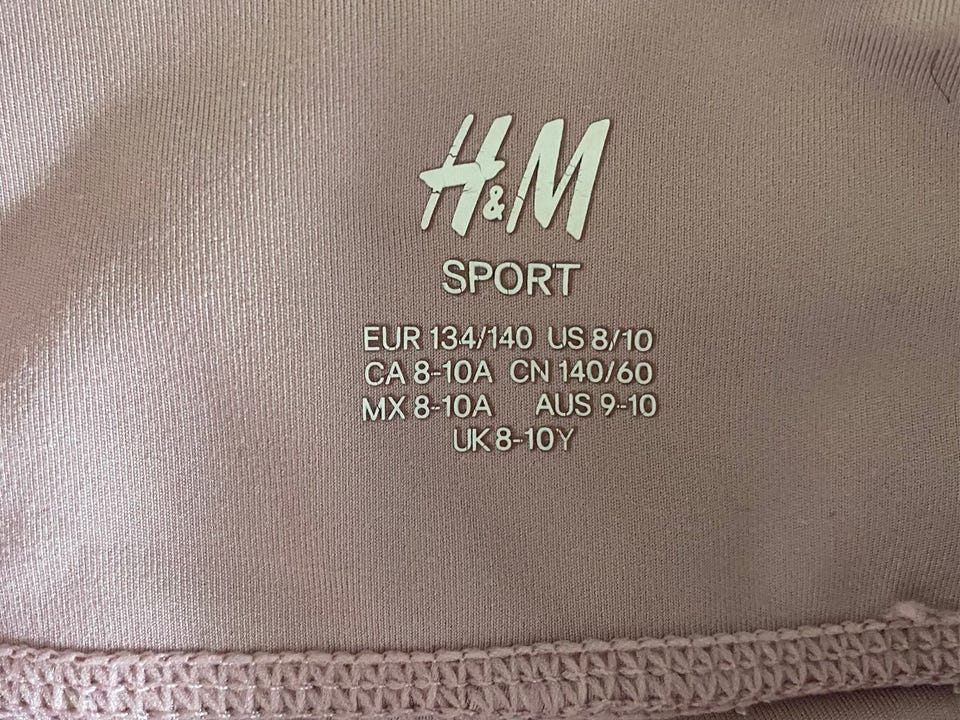 H&M
SPORT
EUR 134/140 US 8/10
CA 8-10A CN 140/60
MX 8-10A AUS 9-10
UK 8-10Y